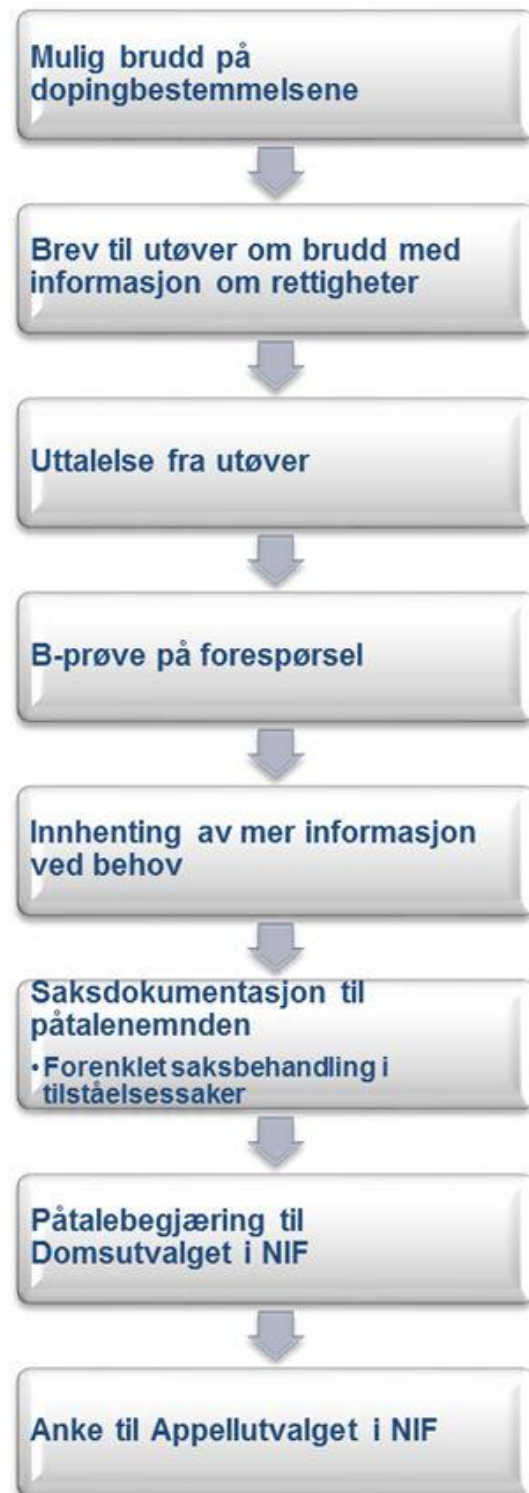 Mulig brudd på
dopingbestemmelsene
Brev til utøver om brudd med
informasjon om rettigheter
Uttalelse fra utøver
B-prøve på forespørsel
Innhenting av mer informasjon
ved behov
Saksdokumentasjon til
påtalenemnden
• Forenklet saksbehandling i
tilståelsessaker
Påtalebegjæring til
Domsutvalget i NIF
Anke til Appellutvalget i NIF